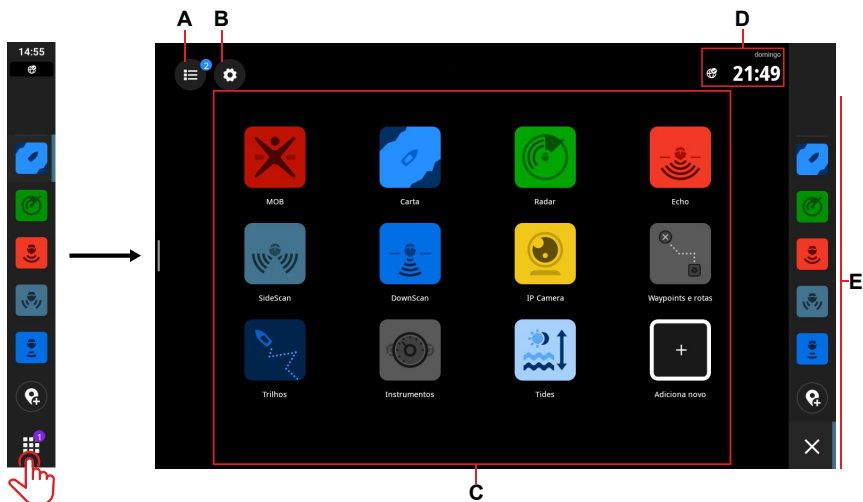 A
B
D
14:55
domingo
2
21:49
MOB
Carta
Radar
Echo
E
SideScan
DownScan
IP Camera
Waypoints e rotas
Trilhos
Instrumentos
Tides
Adiciona novo
1
C